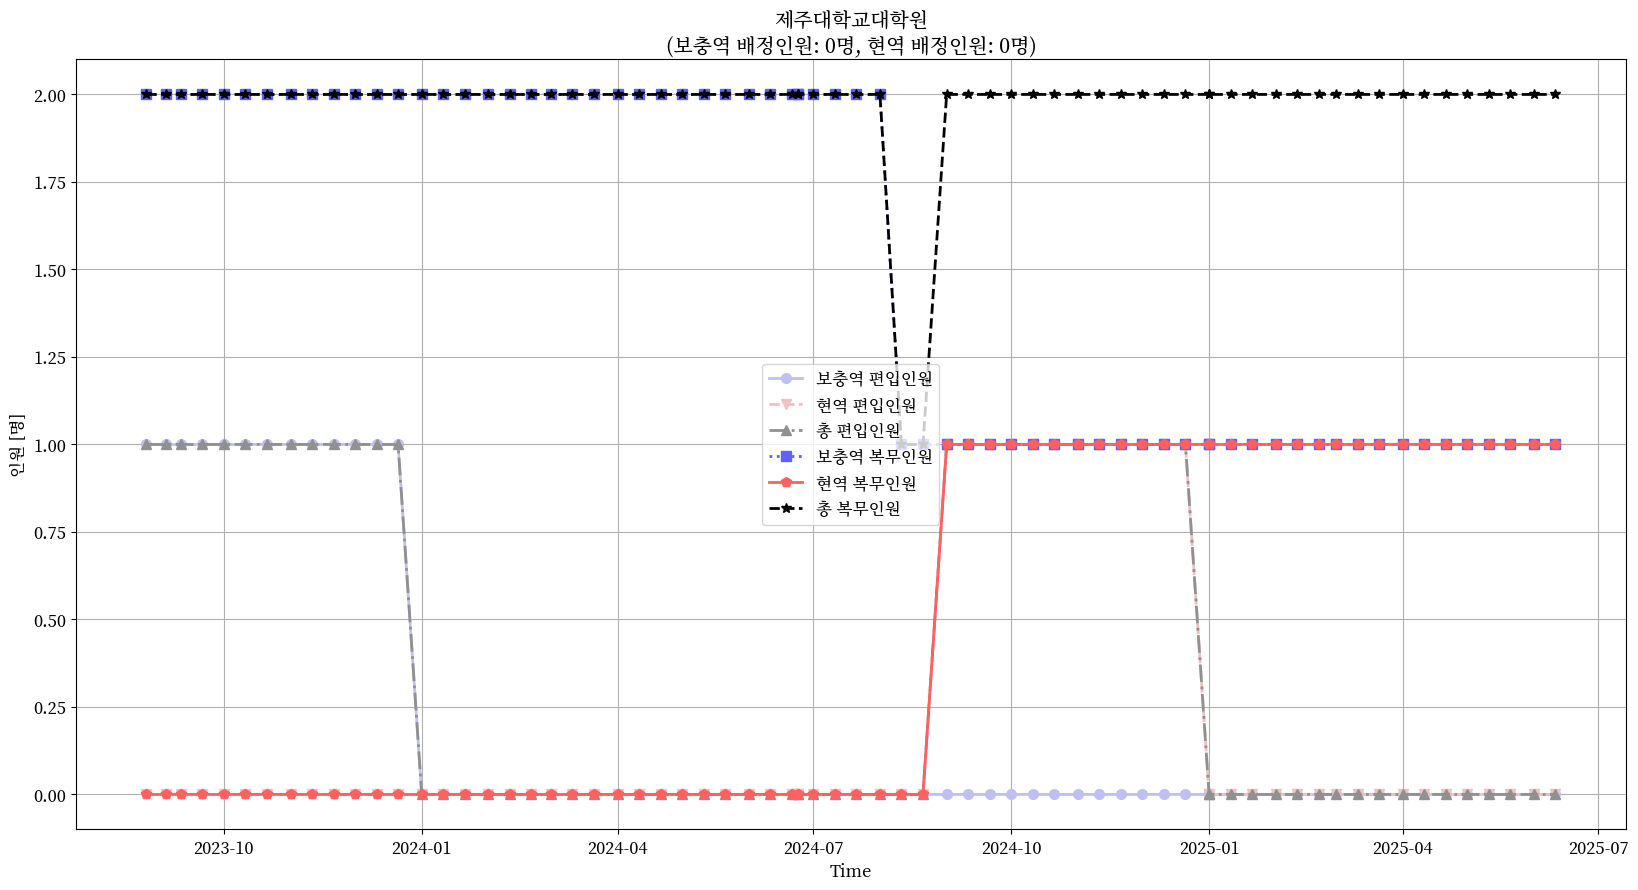 제주대학교대학원
(보충역 배정인원: 0명, 현역 배정인원: 0명)
인원 [명]
2.00
1.75
1.50
1.25
1.00
0.75
0.50
0.25
0.00
보충역 편입인원
현역 편입인원
총 편입인원
보충역 복무인원
현역 복무인원
총 복무인원
2023-10
2024-01
2024-04
2024-07
2024-10
2025-01
2025-04
2025-07
Time